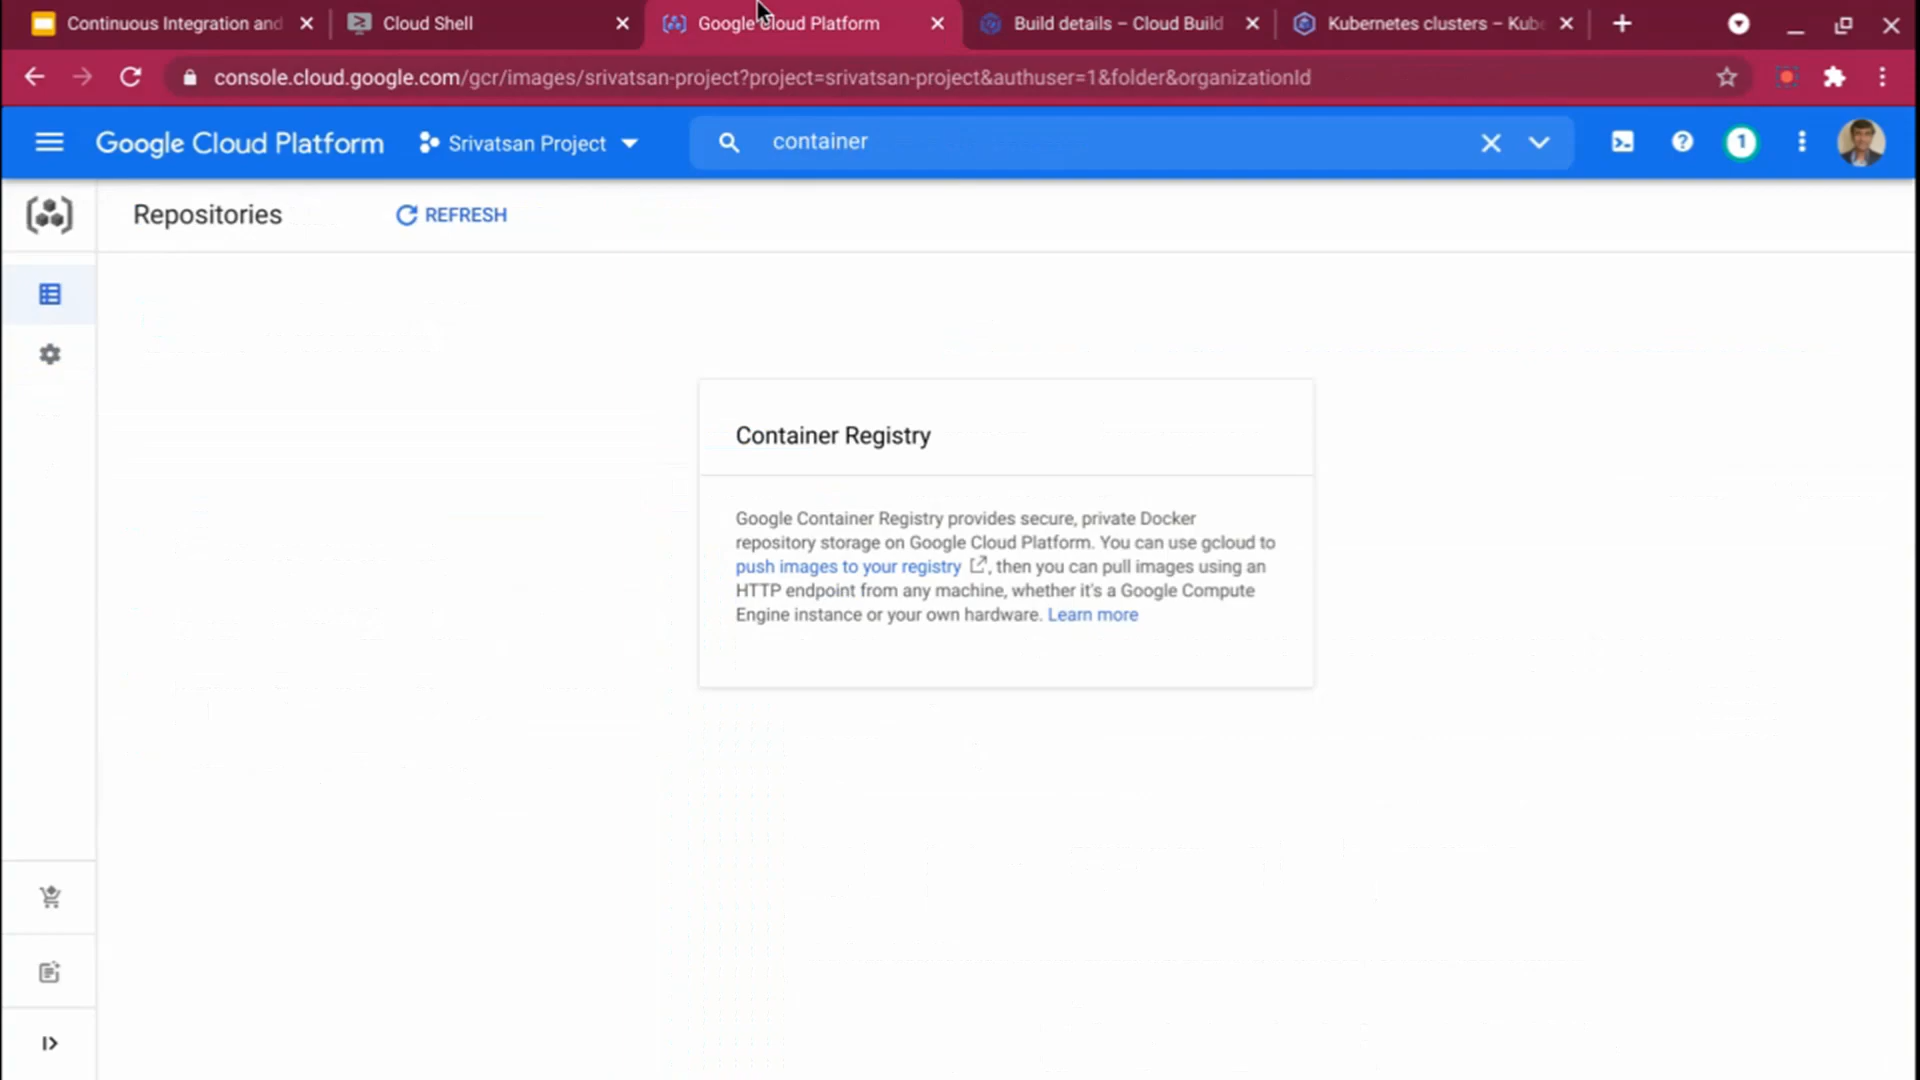 Continuous Integration and
Cloud Shell
Google Cloud Platform
Build details – Cloud Build
Kubernetes clusters – Kube
console.cloud.google.com/gcr/images/srivatsan-project?project=srivatsan-project&authuser=1&folder&organizationId
Google Cloud Platform
Srivatsan Project
container
1
Repositories
REFRESH
Container Registry
Google Container Registry provides secure, private Docker
repository storage on Google Cloud Platform. You can use gcloud to
push images to your registry , then you can pull images using an
HTTP endpoint from any machine, whether it's a Google Compute
Engine instance or your own hardware. Learn more